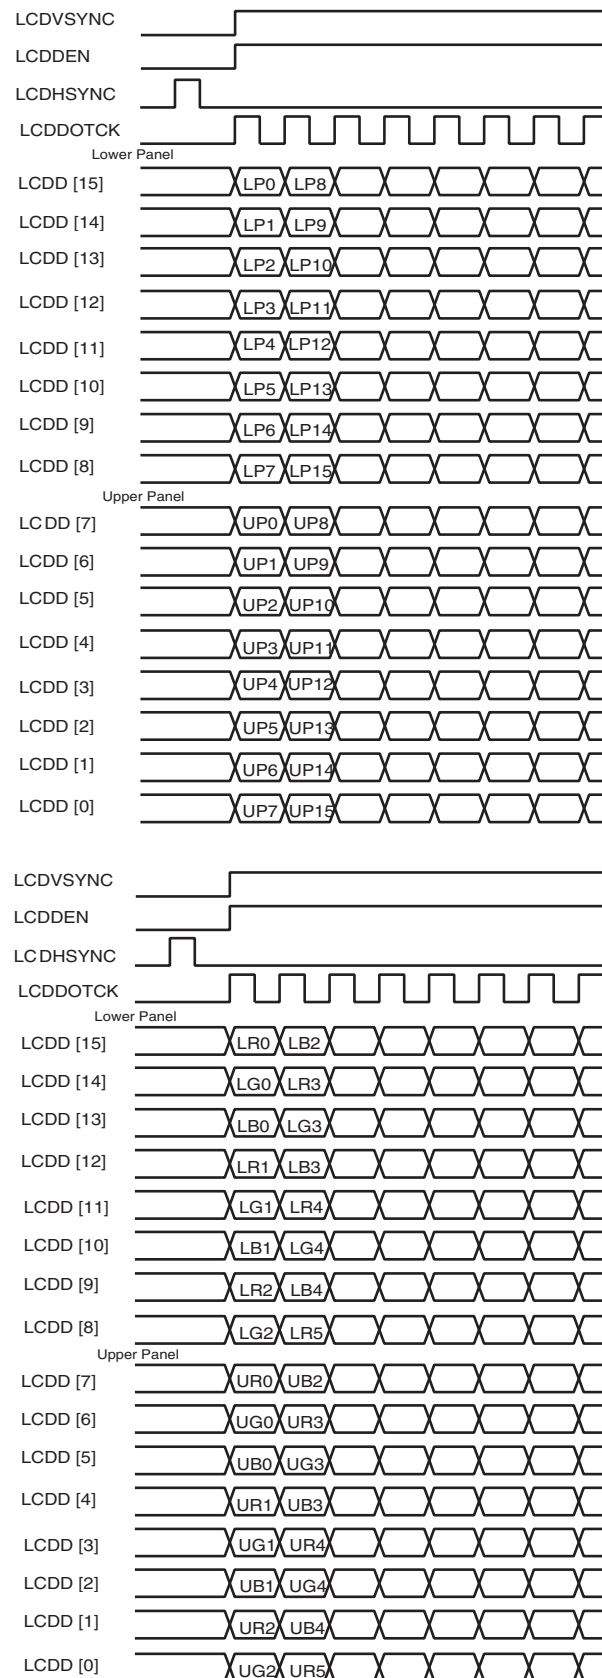 LCDVSYNC
LCDDEN
LCDHSYNC
LCDDOTCK
Lower Panel
LCDD [15] LP0 LP8
LCDD [14] LP1 LP9
LCDD [13] LP2 LP10
LCDD [12] LP3 LP11
LCDD [11] LP4 LP12
LCDD [10] LP5 LP13
LCDD [9] LP6 LP14
LCDD [8] LP7 LP15
Upper Panel
LCDD [7] UP0 UP8
LCDD [6] UP1 UP9
LCDD [5] UP2 UP10
LCDD [4] UP3 UP11
LCDD [3] UP4 UP12
LCDD [2] UP5 UP13
LCDD [1] UP6 UP14
LCDD [0] UP7 UP15
LCDVSYNC
LCDDEN
LCDHSYNC
LCDDOTCK
Lower Panel
LCDD [15] LR0 LB2
LCDD [14] LG0 LR3
LCDD [13] LB0 LG3
LCDD [12] LR1 LB3
LCDD [11] LG1 LR4
LCDD [10] LB1 LG4
LCDD [9] LR2 LB4
LCDD [8] LG2 LR5
Upper Panel
LCDD [7] UR0 UB2
LCDD [6] UG0 UR3
LCDD [5] UB0 UG3
LCDD [4] UR1 UB3
LCDD [3] UG1 UR4
LCDD [2] UB1 UG4
LCDD [1] UR2 UB4
LCDD [0] UG2 UR5